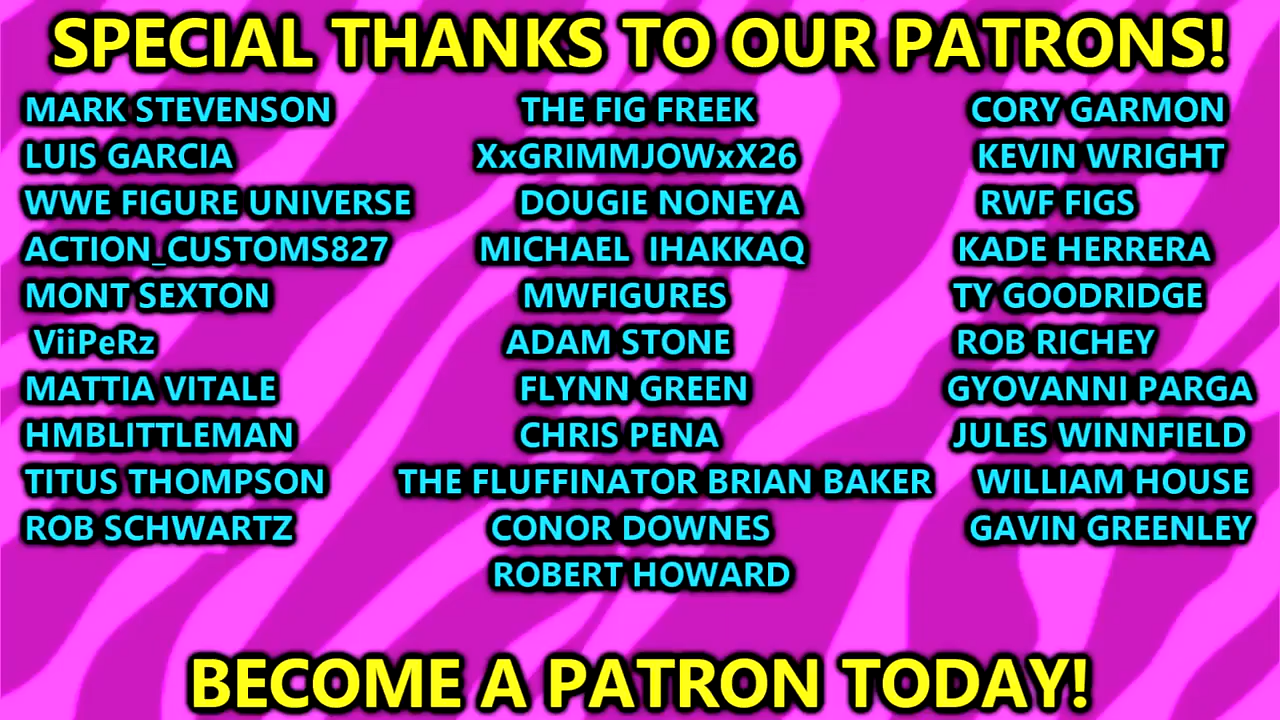 SPECIAL THANKS TO OUR PATRONS!
MARK STEVENSON THE FIG FREEK CORY GARMON
LUIS GARCIA XxGRIMMJOWxX26 KEVIN WRIGHT
WWE FIGURE UNIVERSE DOUGIE NONEYA RWF FIGS
ACTION_CUSTOMS827 MICHAEL IHAKKAQ KADE HERRERA
MONT SEXTON MWFIGURES TY GOODRIDGE
ViiPeRz ADAM STONE ROB RICHEY
MATTIA VITALE FLYNN GREEN GYOVANNI PARGA
HMBLITTLEMAN CHRIS PENA JULES WINNFIELD
TITUS THOMPSON THE FLUFFINATOR BRIAN BAKER WILLIAM HOUSE
ROB SCHWARTZ CONOR DOWNES GAVIN GREENLEY
ROBERT HOWARD
BECOME A PATRON TODAY!